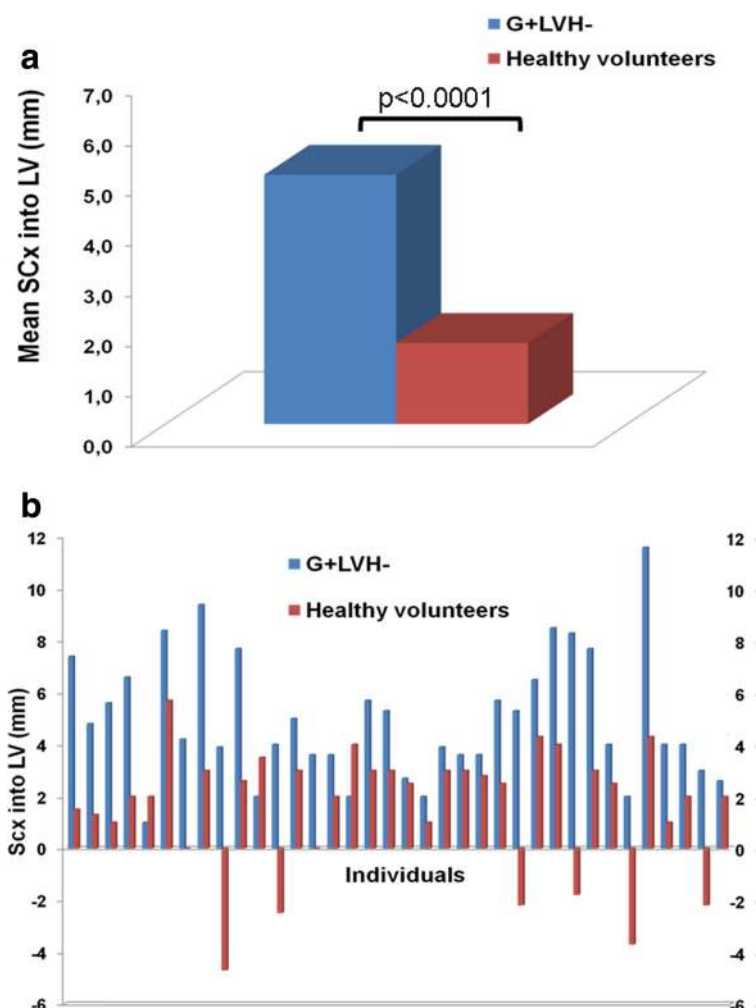 G+LVH-
Healthy volunteers
a
p<0.0001
Mean SCx into LV (mm)
7,0
6,0
5,0
4,0
3,0
2,0
1,0
0,0
b
G+LVH-
Healthy volunteers
Scx into LV (mm)
12
10
8
6
4
2
0
-2
-4
-6
Individuals
12
10
8
6
4
2
0
-2
-4
-6